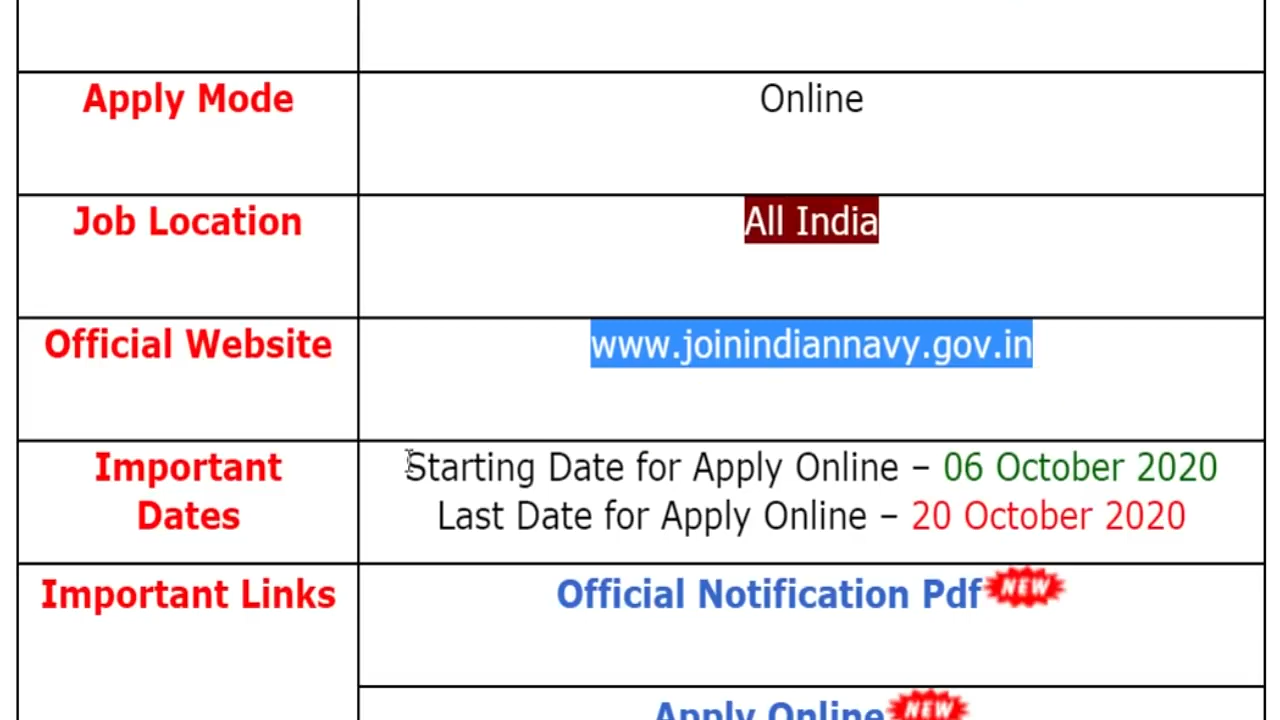 Apply Mode
Online
Job Location
All India
Official Website
www.joinindiannavy.gov.in
Important
Dates
Starting Date for Apply Online – 06 October 2020
Last Date for Apply Online – 20 October 2020
Important Links
Official Notification Pdf NEW
Apply Online NEW